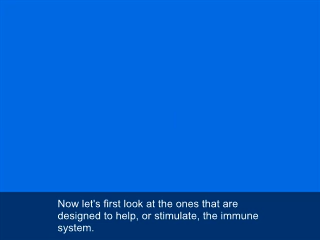 Now let's first look at the ones that are
designed to help, or stimulate, the immune
system.